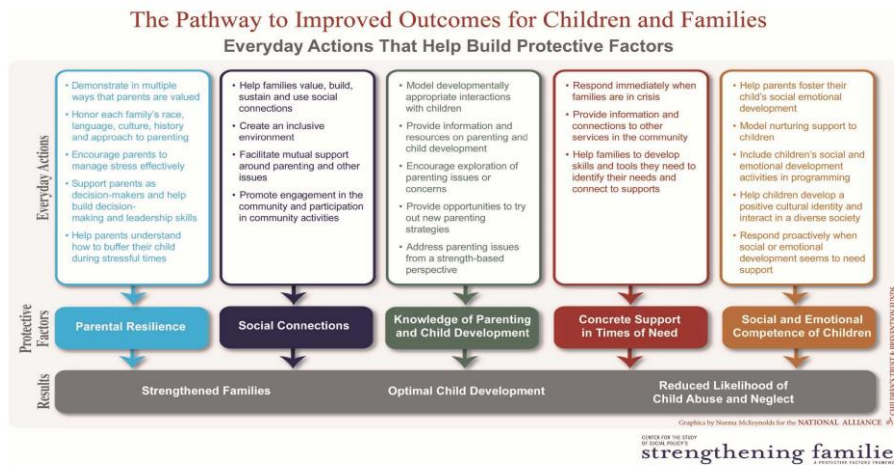 The Pathway to Improved Outcomes for Children and Families
Everyday Actions That Help Build Protective Factors
Everyday Actions
• Demonstrate in multiple
ways that parents are valued
• Honor each family's race,
language, culture, history
and approach to parenting
• Encourage parents to
manage stress effectively
• Support parents as
decision-makers and help
build decision-
making and leadership skills
• Help parents understand
how to buffer their child
during stressful times
• Help families value, build,
sustain and use social
connections
• Create an inclusive
environment
• Facilitate mutual support
around parenting and other
issues
• Promote engagement in the
community and participation
in community activities
• Model developmentally
appropriate interactions
with children
• Provide information and
resources on parenting and
child development
• Encourage exploration of
parenting issues or
concerns
• Provide opportunities to try
out new parenting
strategies
• Address parenting issues
from a strength-based
perspective
• Respond immediately when
families are in crisis
• Provide information and
connections to other
services in the community
• Help families to develop
skills and tools they need to
identify their needs and
connect to supports
• Help parents foster their
child's social emotional
development
• Model nurturing support to
children
• Include children's social and
emotional development
activities in programming
• Help children develop a
positive cultural identity and
interact in a diverse society
• Respond proactively when
social or emotional
development seems to need
support
Protective
Factors
Parental Resilience
Social Connections
Knowledge of Parenting
and Child Development
Concrete Support
in Times of Need
Social and Emotional
Competence of Children
Results
Strengthened Families
Optimal Child Development
Reduced Likelihood of
Child Abuse and Neglect
CHILDREN'S TRUST & PREVENTION FUNDS
Graphics by Norma McReynolds for the NATIONAL ALLIANCE of
CENTER FOR THE STUDY
OF SOCIAL POLICY'S
strengthening familie
A PROTECTIVE FACTORS FRAMEW